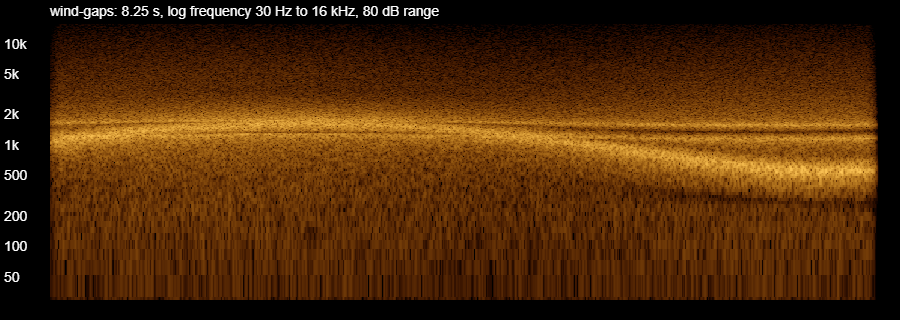 wind-gaps: 8.25 s, log frequency 30 Hz to 16 kHz, 80 dB range
10k
5k
2k
1k
500
200
100
50